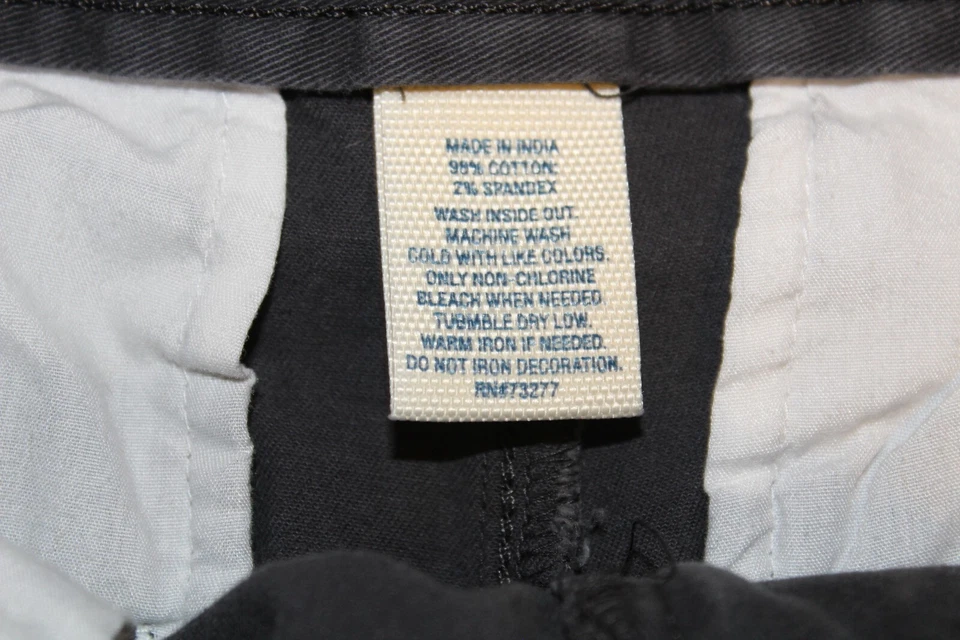 MADE IN INDIA
98% COTTON.
2% SPANDEX
WASH INSIDE OUT.
MACHINE WASH
COLD WITH LIKE COLORS.
ONLY NON-CHLORINE
BLEACH WHEN NEEDED.
TUBMBLE DRY LOW.
WARM IRON IF NEEDED.
DO NOT IRON DECORATION.
RN#73277